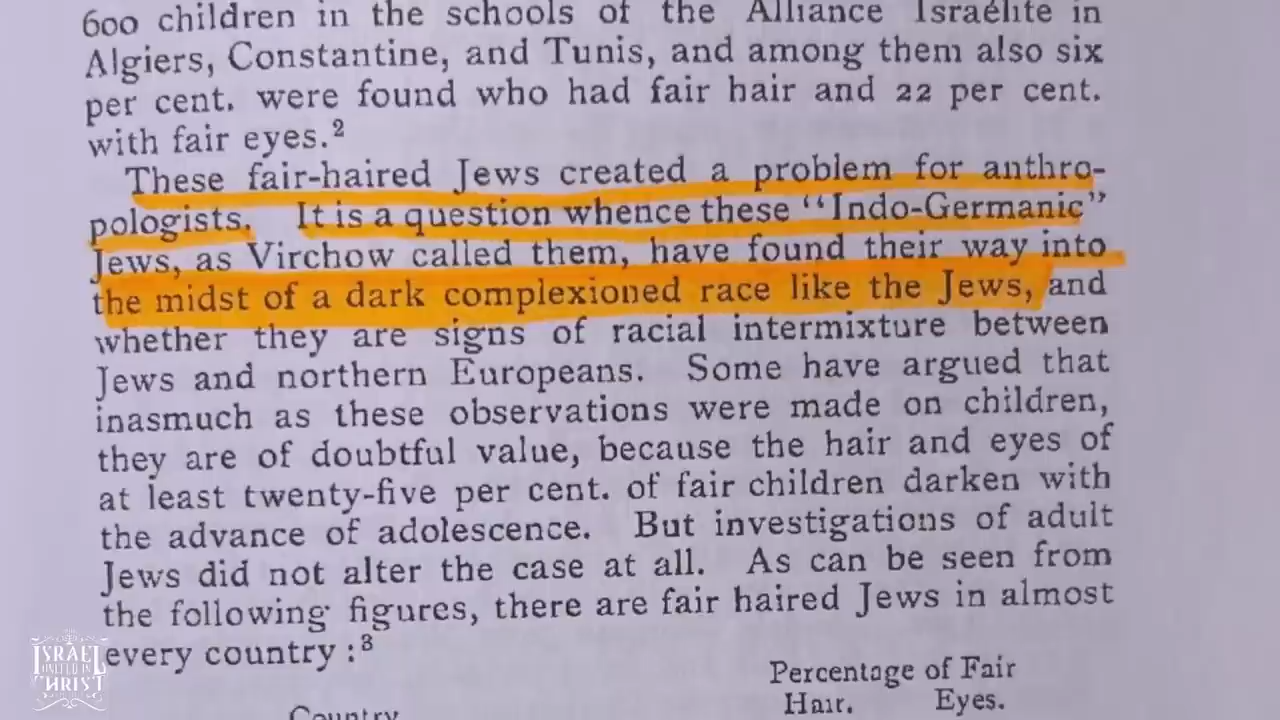 600 children in the schools of the Alliance Israélite in
Algiers, Constantine, and Tunis, and among them also six
per cent. were found who had fair hair and 22 per cent.
with fair eyes.²
These fair-haired Jews created a problem for anthro-
pologists. It is a question whence these “Indo-Germanic”
Jews, as Virchow called them, have found their way into
the midst of a dark complexioned race like the Jews, and
whether they are signs of racial intermixture between
Jews and northern Europeans. Some have argued that
inasmuch as these observations were made on children,
they are of doubtful value, because the hair and eyes of
at least twenty-five per cent. of fair children darken with
the advance of adolescence. But investigations of adult
Jews did not alter the case at all. As can be seen from
the following figures, there are fair haired Jews in almost
every country :³
Percentage of Fair
Hair. Eyes.
Country
ISRAEL
UNITED IN
CHRIST